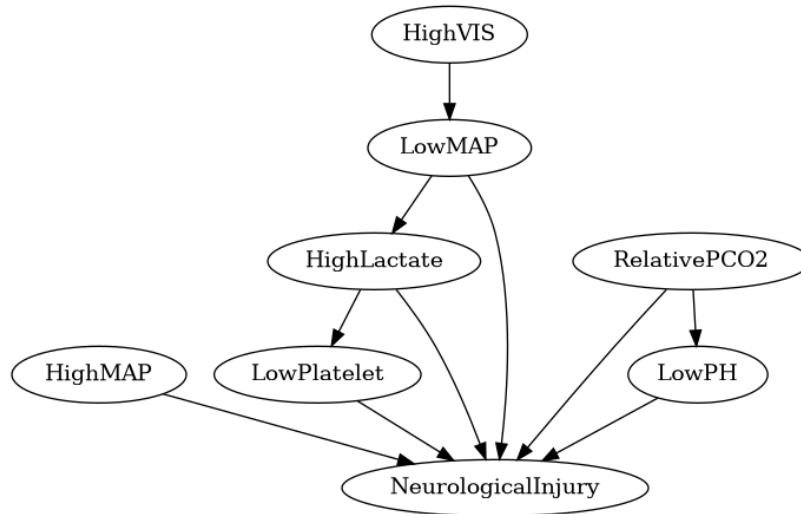 HighVIS
LowMAP
HighLactate
RelativePCO2
HighMAP
LowPlatelet
LowPH
NeurologicalInjury